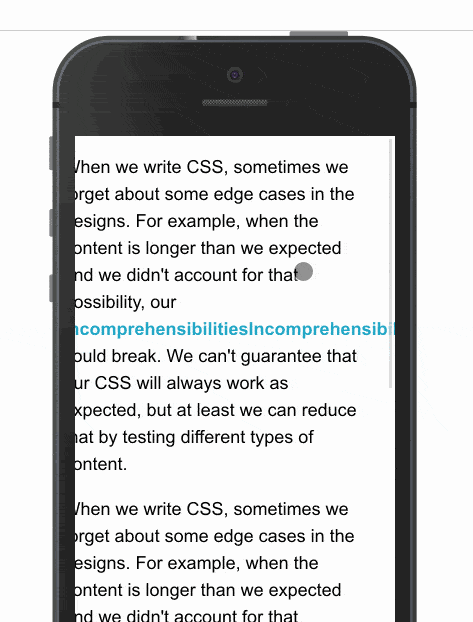 When we write CSS, sometimes we
orget about some edge cases in the
esigns. For example, when the
ontent is longer than we expected
nd we didn't account for that
ossibility, our
ncomprehensibilitiesIncomprehensibil
ould break. We can't guarantee that
ur CSS will always work as
xpected, but at least we can reduce
hat by testing different types of
ontent.
When we write CSS, sometimes we
orget about some edge cases in the
esigns. For example, when the
ontent is longer than we expected
nd we didn't account for that